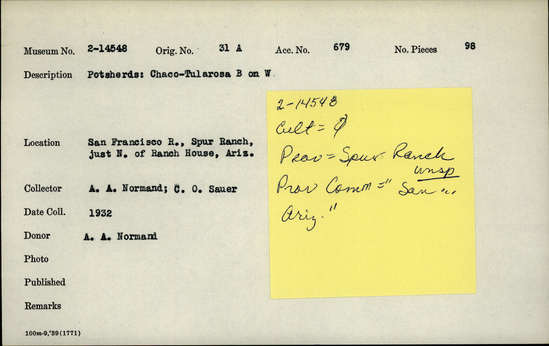 Museum No. 2-14548 Orig. No. 31 A Acc. No. 679 No. Pieces 98
Description Potsherds: Chaco-Tularosa B on W.
Location San Francisco R., Spur Ranch,
just N. of Ranch House, Ariz.
Collector A. A. Normand; C. O. Sauer
Date Coll. 1932
Donor A. A. Normand
Photo
Published
Remarks
100m-9,'39(1771)
2-14548
Cult =
Prov = Spur Ranch
unsp
Prov Comm = " San
Ariz."